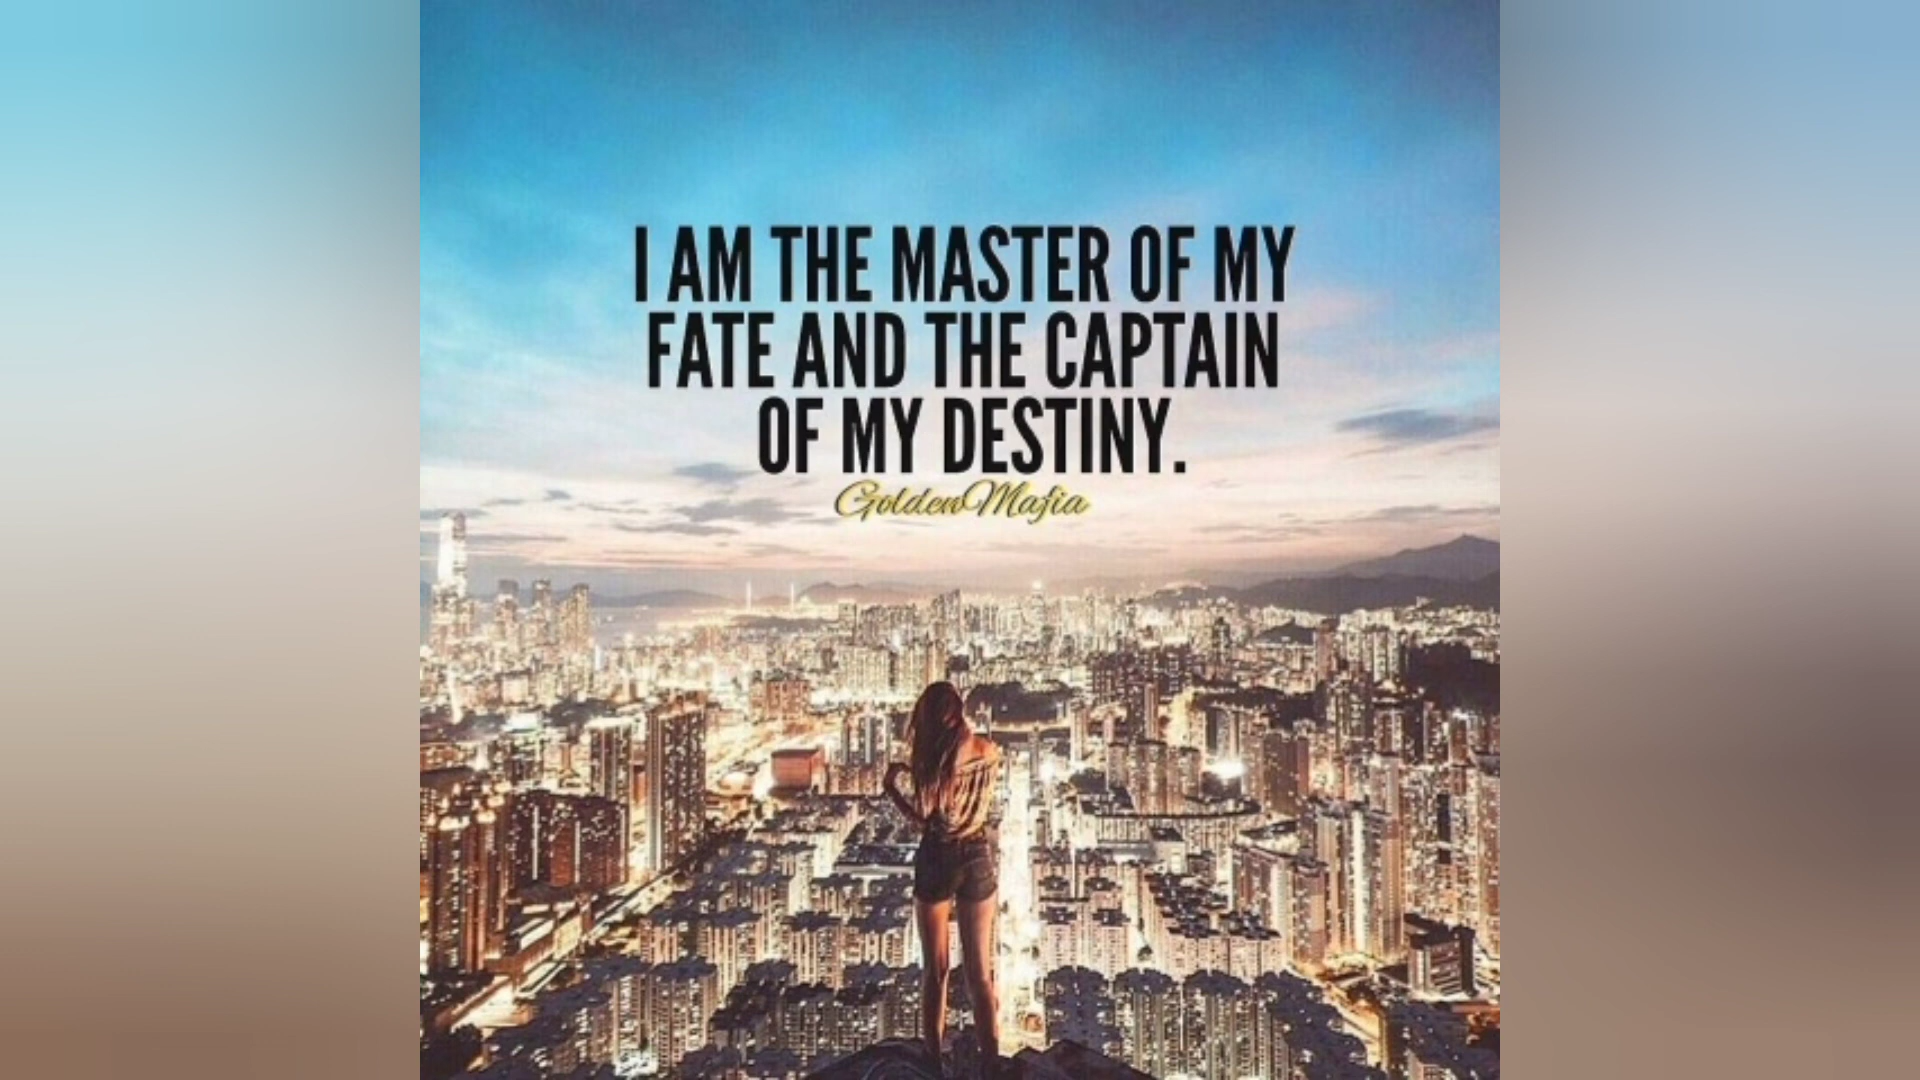 I AM THE MASTER OF MY
FATE AND THE CAPTAIN
OF MY DESTINY.
GoldenMafia